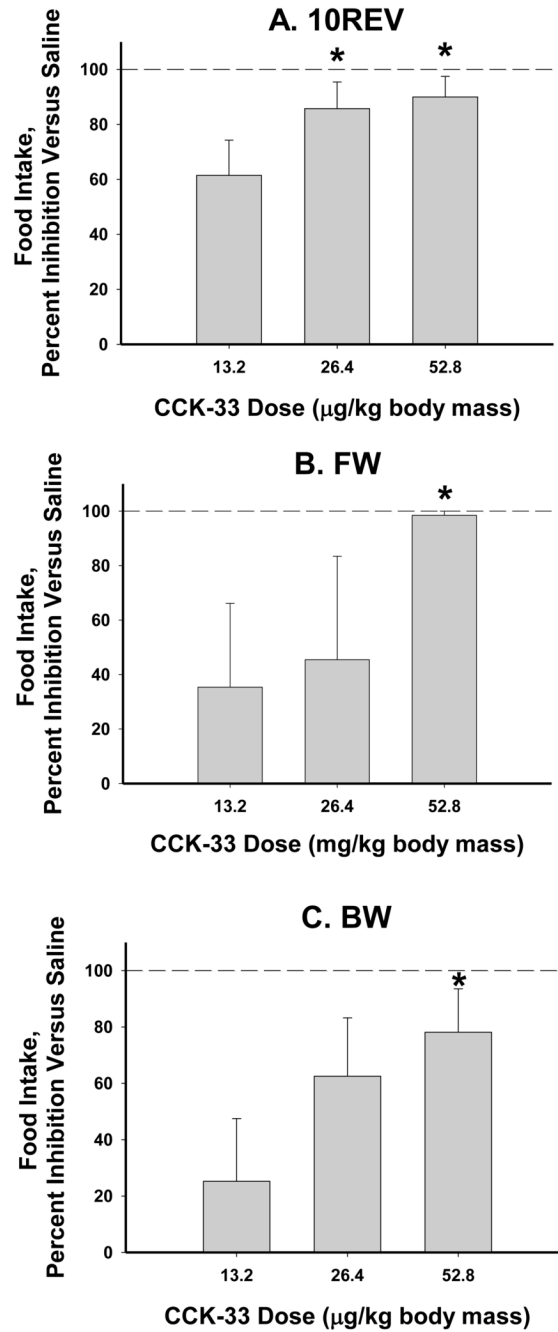 A. 10REV
Food Intake,
Percent Inihibition Versus Saline
100
80
60
40
20
0
*
*
13.2 26.4 52.8
CCK-33 Dose (μg/kg body mass)
B. FW
Food Intake,
Percent Inhibition Versus Saline
100
80
60
40
20
0
*
13.2 26.4 52.8
CCK-33 Dose (mg/kg body mass)
C. BW
Food Intake,
Percent Inhibition Versus Saline
100
80
60
40
20
0
*
13.2 26.4 52.8
CCK-33 Dose (μg/kg body mass)